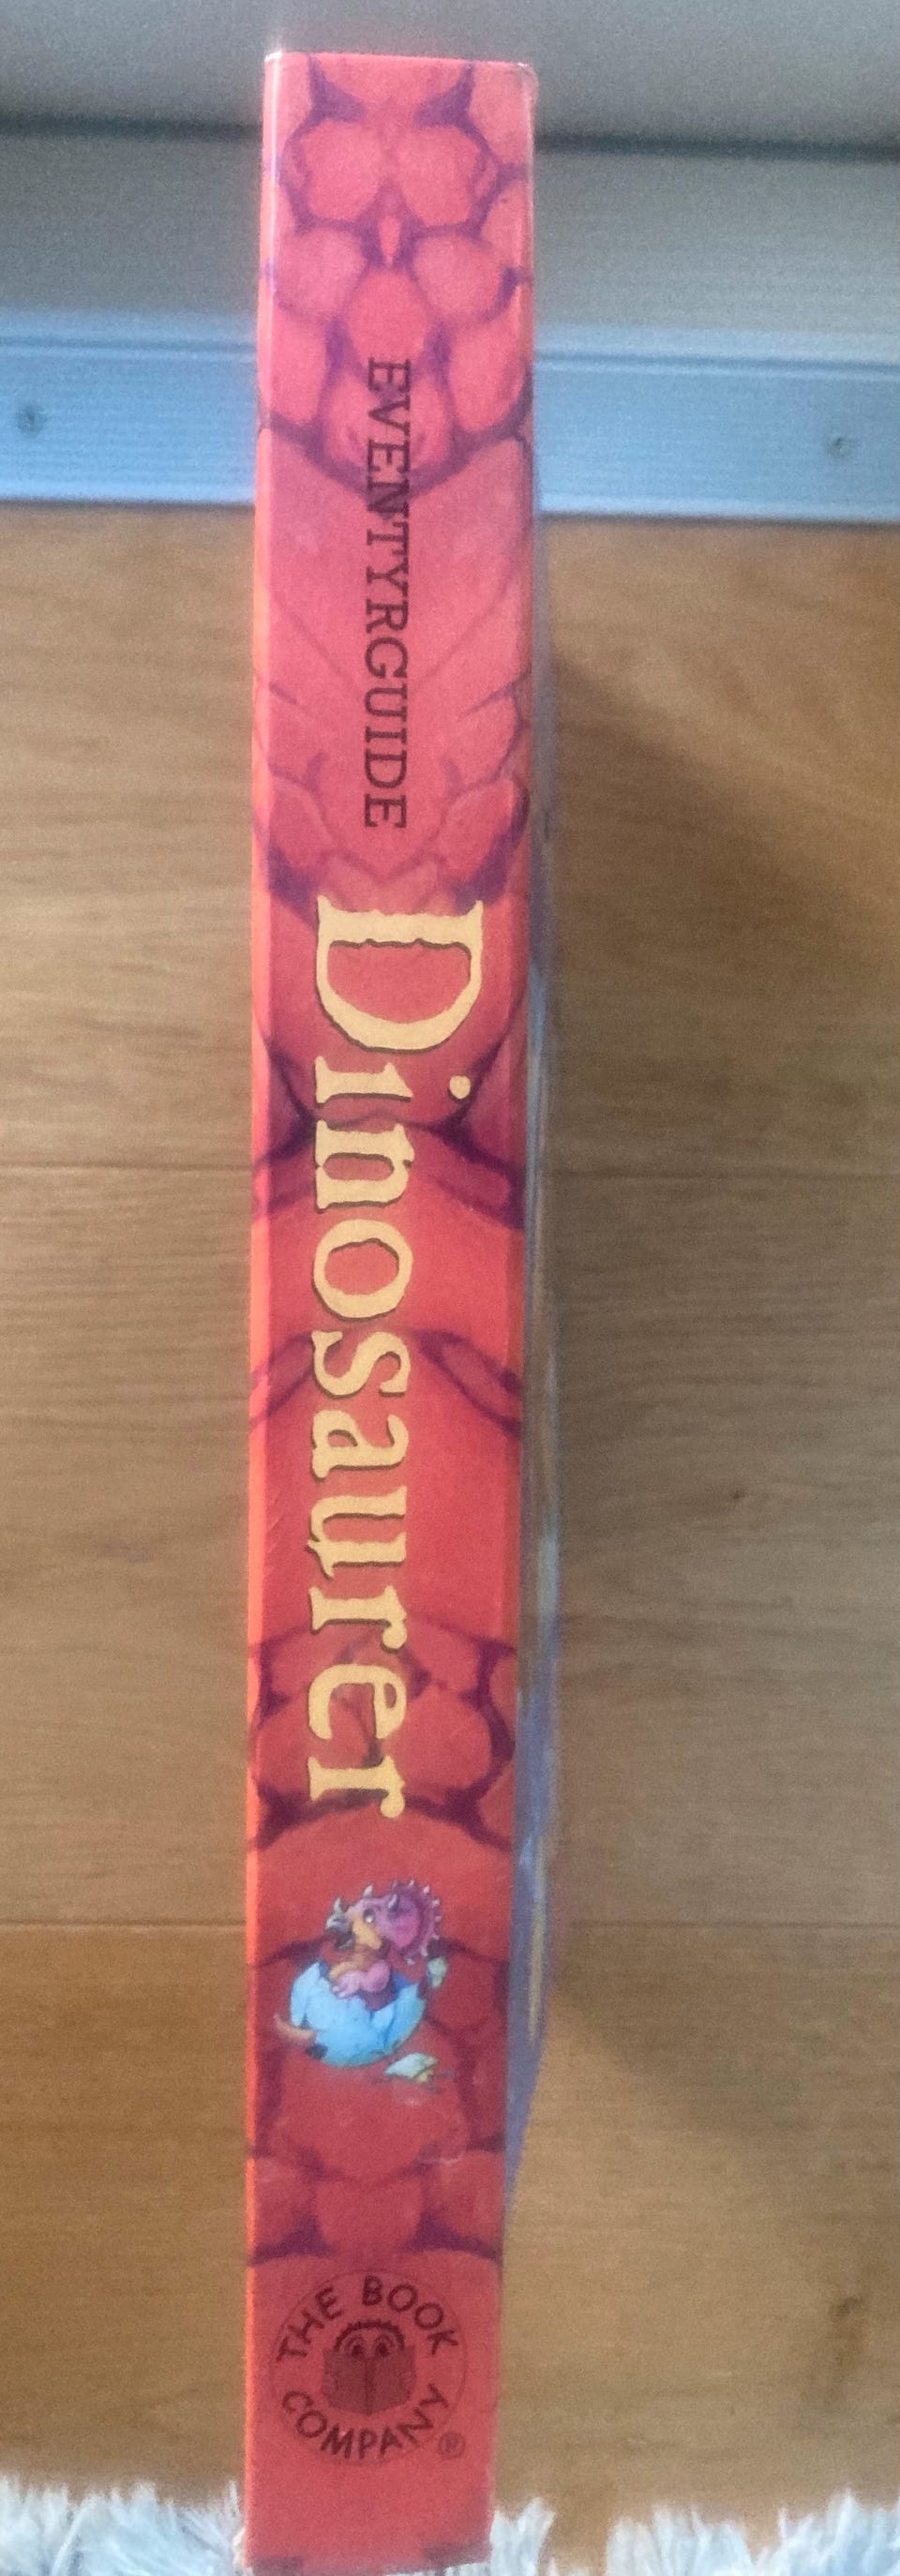 EVENTYRGUIDE
Dinosaurer
THE BOOK
COMPANY®